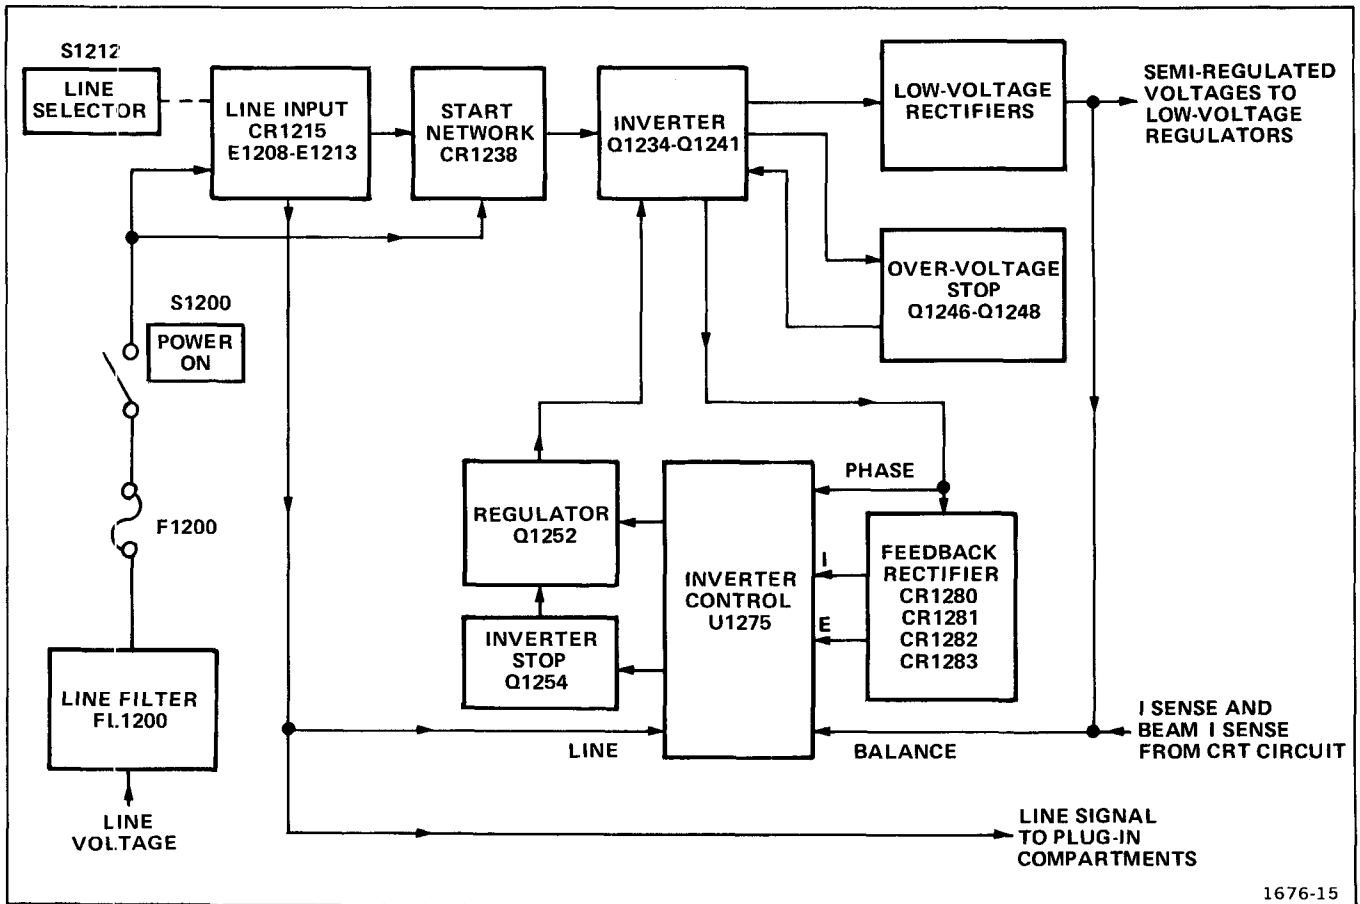 S1212
LINE
SELECTOR
LINE INPUT
CR1215
E1208-E1213
START
NETWORK
CR1238
INVERTER
Q1234-Q1241
LOW-VOLTAGE
RECTIFIERS
SEMI-REGULATED
VOLTAGES TO
LOW-VOLTAGE
REGULATORS
OVER-VOLTAGE
STOP
Q1246-Q1248
S1200
POWER
ON
F1200
LINE FILTER
FL1200
LINE
VOLTAGE
REGULATOR
Q1252
INVERTER
STOP
Q1254
INVERTER
CONTROL
U1275
PHASE
I
E
FEEDBACK
RECTIFIER
CR1280
CR1281
CR1282
CR1283
LINE
BALANCE
I SENSE AND
BEAM I SENSE
FROM CRT CIRCUIT
LINE SIGNAL
TO PLUG-IN
COMPARTMENTS
1676-15